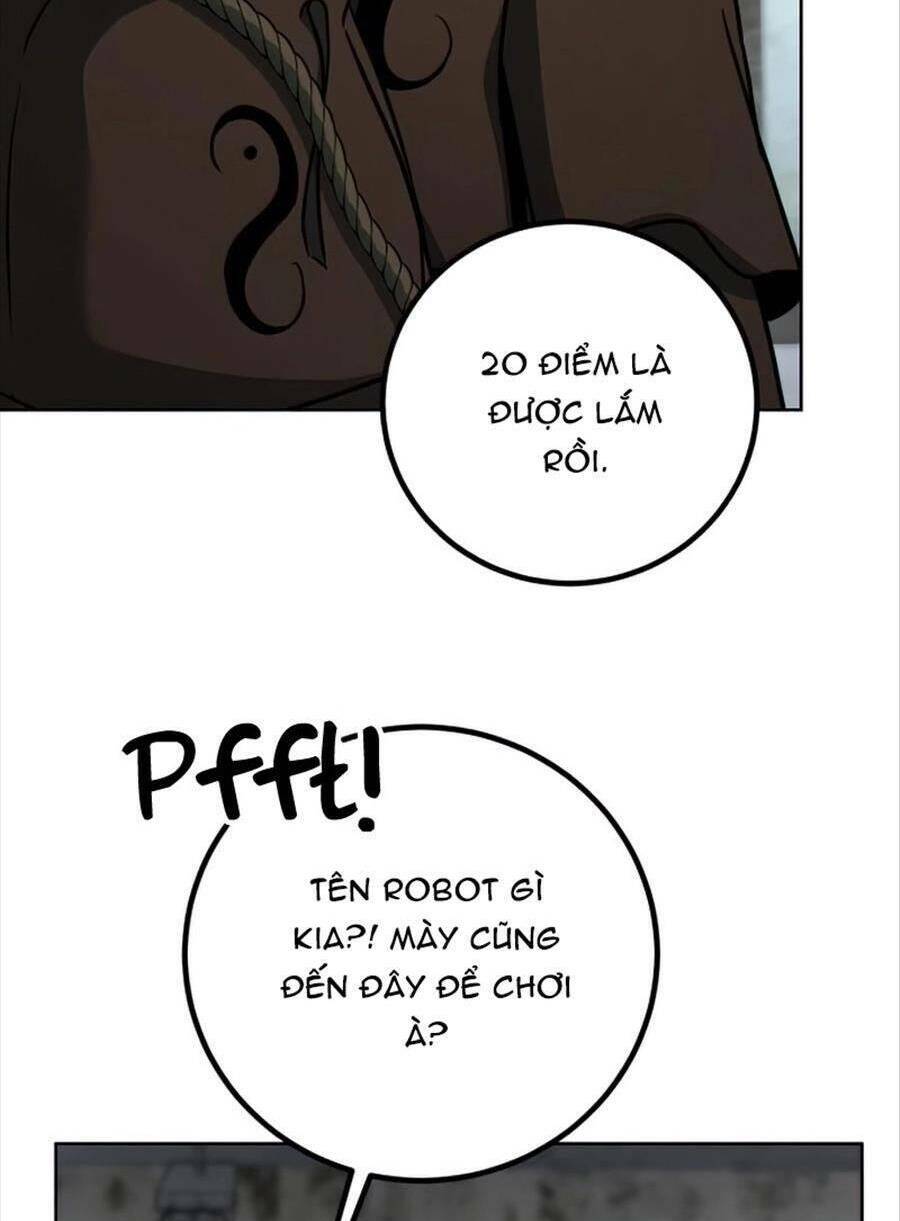 20 ĐIỂM LÀ
ĐƯỢC LẮM
RỒI.
Pfft!
TÊN ROBOT GÌ
KIA?! MÀY CŨNG
ĐẾN ĐÂY ĐỂ CHƠI
À?